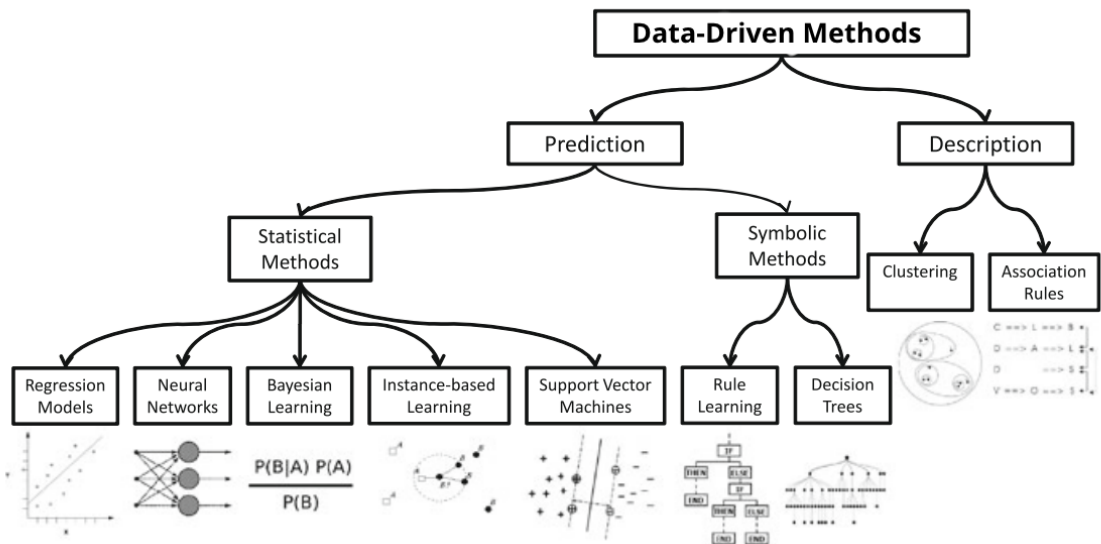 Data-Driven Methods
Prediction
Description
Statistical
Methods
Symbolic
Methods
Clustering
Association
Rules
Regression
Models
Neural
Networks
Bayesian
Learning
Instance-based
Learning
Support Vector
Machines
Rule
Learning
Decision
Trees
C ==> L ==> B
P(B|A) P(A)
P(B)
A
A
B
B
X
IF
THEN
ELSE
IF
END
THEN
ELSE
END
END